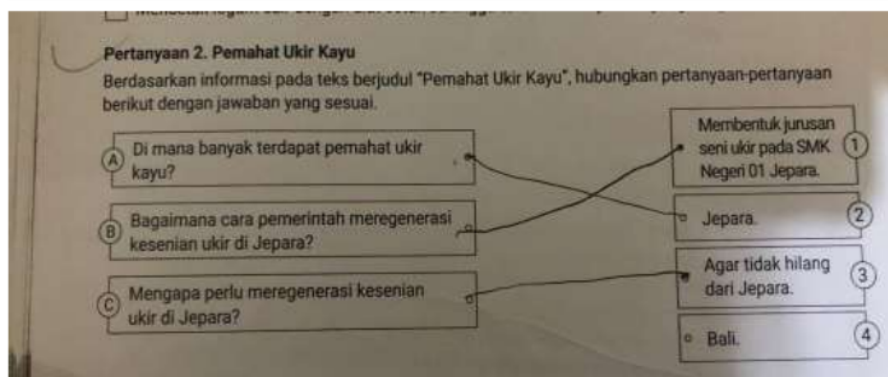 Pertanyaan 2. Pemahat Ukir Kayu
Berdasarkan informasi pada teks berjudul "Pemahat Ukir Kayu", hubungkan pertanyaan-pertanyaan
berikut dengan jawaban yang sesuai.
A
Di mana banyak terdapat pemahat ukir
kayu?
B
Bagaimana cara pemerintah meregenerasi
kesenian ukir di Jepara?
C
Mengapa perlu meregenerasi kesenian
ukir di Jepara?
Membentuk jurusan
seni ukir pada SMK
Negeri 01 Jepara.
1
Jepara.
2
Agar tidak hilang
dari Jepara.
3
Bali.
4